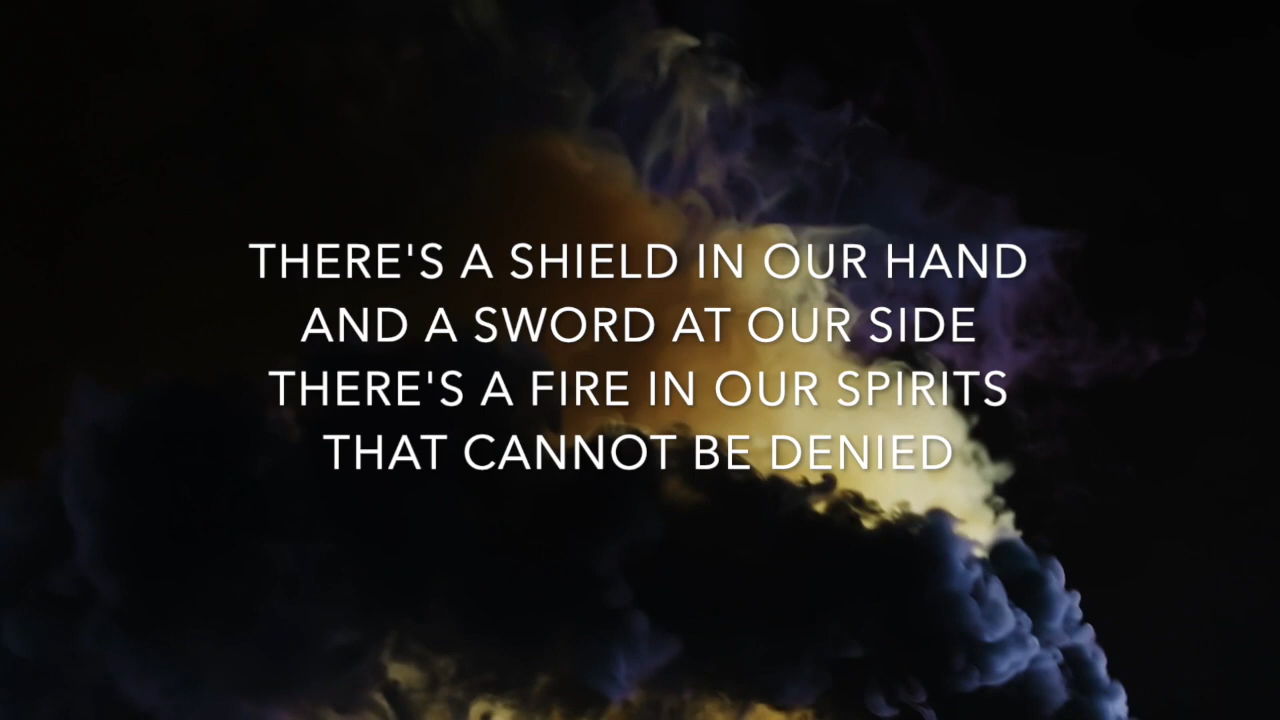 THERE'S A SHIELD IN OUR HAND
AND A SWORD AT OUR SIDE
THERE'S A FIRE IN OUR SPIRITS
THAT CANNOT BE DENIED